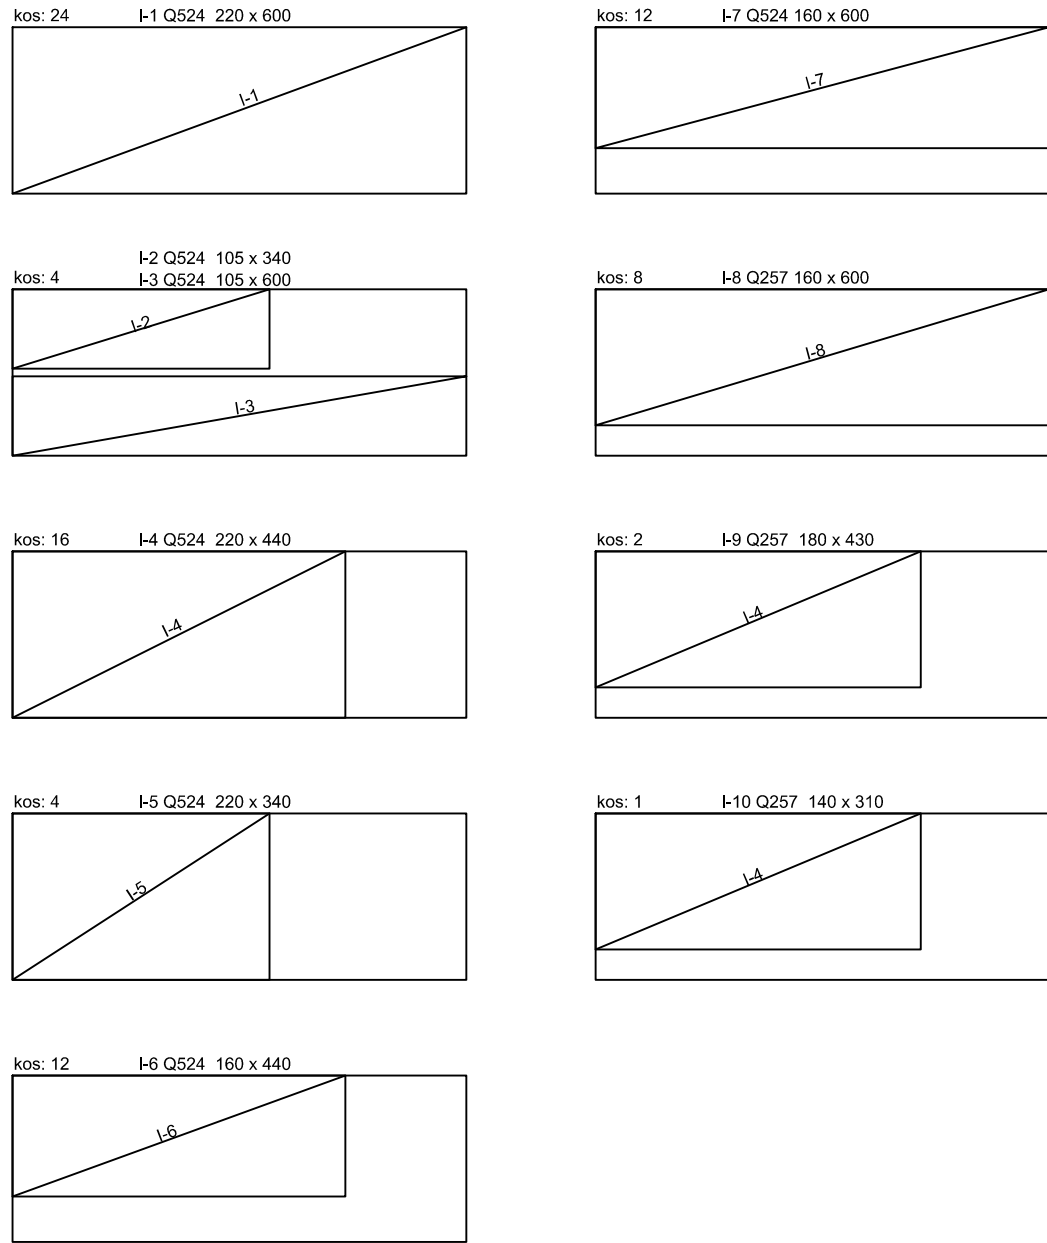 kos: 24 I-1 Q524 220 x 600
I-1
kos: 4 I-2 Q524 105 x 340
I-3 Q524 105 x 600
I-2
I-3
kos: 16 I-4 Q524 220 x 440
I-4
kos: 4 I-5 Q524 220 x 340
I-5
kos: 12 I-6 Q524 160 x 440
I-6
kos: 12 I-7 Q524 160 x 600
I-7
kos: 8 I-8 Q257 160 x 600
I-8
kos: 2 I-9 Q257 180 x 430
I-4
kos: 1 I-10 Q257 140 x 310
I-4